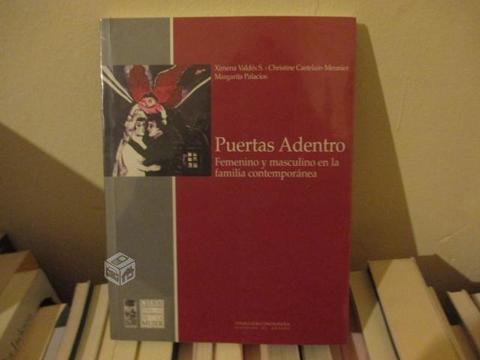 Ximena Valdés S. - Christine Castelain-Meunier
Margarita Palacios
Puertas Adentro
Femenino y masculino en la
familia contemporánea